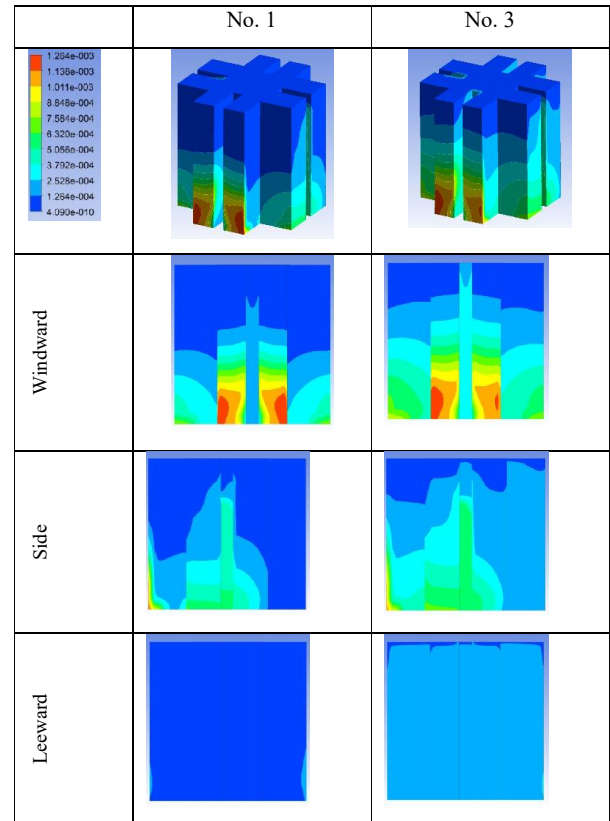 No. 1
No. 3
1.264e-003
1.138e-003
1.011e-003
8.848e-004
7.584e-004
6.320e-004
5.056e-004
3.792e-004
2.528e-004
1.264e-004
4.090e-010
Windward
Side
Leeward